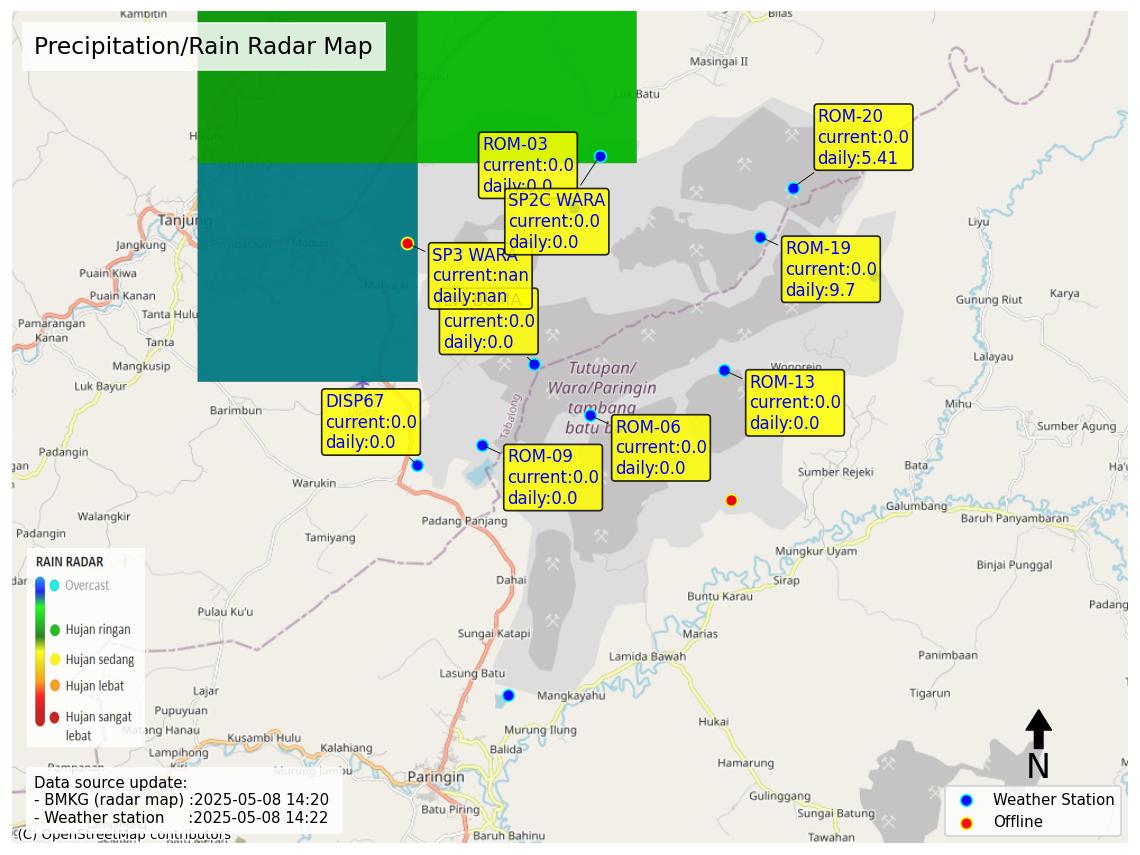 Kambitin
Bilas
Precipitation/Rain Radar Map
Masingai II
ROM-20
current:0.0
daily:5.41
ROM-03
current:0.0
daily:0.0
SP2C WARA
current:0.0
daily:0.0
Tanjung
Jangkung
Liyu
ROM-19
current:0.0
daily:9.7
SP3 WARA
current:nan
daily:nan
current:0.0
daily:0.0
Puain Kiwa
Puain Kanan
Tanta Hulu
Pamarangan
Kanan
Tanta
Gunung Riut
Karya
Mangkusip
Lalayau
Luk Bayur
Tutupan/
Wara/Paringin
tambang
batu b
Tabalong
Wonorejo
ROM-13
current:0.0
daily:0.0
DISP67
current:0.0
daily:0.0
Barimbun
Mihu
ROM-06
current:0.0
daily:0.0
Sumber Agung
ROM-09
current:0.0
daily:0.0
Padangin
Bata
Sumber Rejeki
Warukin
Galumbang
Walangkir
Padang Panjang
Baruh Panyambaran
Padangin
Tamiyang
Mungkur Uyam
Binjai Punggal
RAIN RADAR
Overcast
Hujan ringan
Hujan sedang
Hujan lebat
Hujan sangat
lebat
Dahai
Sirap
Buntu Karau
Padang
Pulau Ku'u
Sungai Katapi
Marias
Lamida Bawah
Panimbaan
Lasung Batu
Lajar
Mangkayahu
Tigarun
Pupuyuan
Matang Hanau
Murung Ilung
Hukai
Kusambi Hulu
Kalahiang
Lampihong
Balida
Hamarung
Murung Jambu
Paringin
N
Gulinggang
Batu Piring
Sungai Batung
Baruh Bahinu
Tawahan
Data source update:
- BMKG (radar map) :2025-05-08 14:20
- Weather station :2025-05-08 14:22
(C) OpenStreetMap contributors
Weather Station
Offline